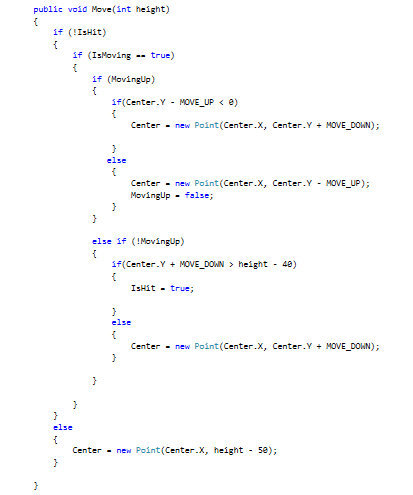 public void Move(int height)
{
if (!IsHit)
{
if (IsMoving == true)
{
if (MovingUp)
{
if(Center.Y - MOVE_UP < 0)
{
Center = new Point(Center.X, Center.Y + MOVE_DOWN);
}
else
{
Center = new Point(Center.X, Center.Y - MOVE_UP);
MovingUp = false;
}
}
else if (!MovingUp)
{
if(Center.Y + MOVE_DOWN > height - 40)
{
IsHit = true;
}
else
{
Center = new Point(Center.X, Center.Y + MOVE_DOWN);
}
}
}
}
else
{
Center = new Point(Center.X, height - 50);
}
}